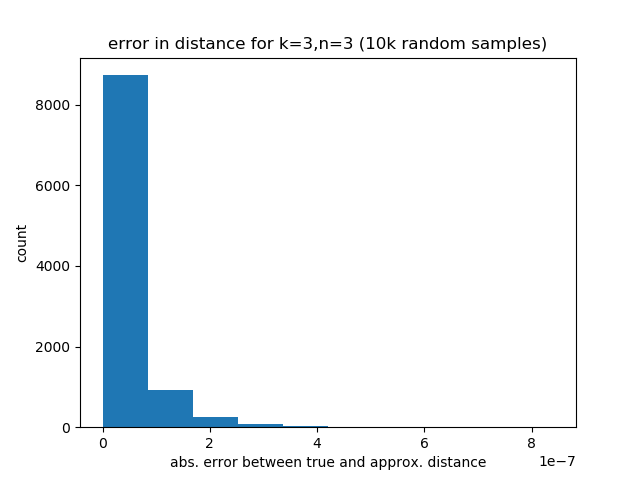 error in distance for k=3,n=3 (10k random samples)
8000
6000
4000
2000
0
count
0
2
4
6
8
1e−7
abs. error between true and approx. distance